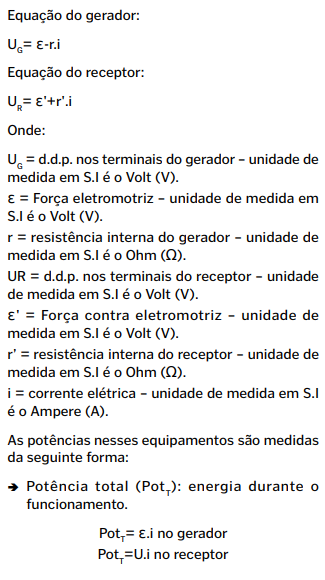 Equação do gerador:
U_G= ε-r.i
Equação do receptor:
U_R= ε'+r'.i
Onde:
U_G = d.d.p. nos terminais do gerador – unidade de
medida em S.I é o Volt (V).
ε = Força eletromotriz – unidade de medida em
S.I é o Volt (V).
r = resistência interna do gerador – unidade de
medida em S.I é o Ohm (Ω).
UR = d.d.p. nos terminais do receptor – unidade
de medida em S.I é o Volt (V).
ε' = Força contra eletromotriz – unidade de
medida em S.I é o Volt (V).
r' = resistência interna do receptor – unidade de
medida em S.I é o Ohm (Ω).
i = corrente elétrica – unidade de medida em S.I
é o Ampere (A).
As potências nesses equipamentos são medidas
da seguinte forma:
➔ Potência total (Pot_T): energia durante o
funcionamento.
Pot_T= ε.i no gerador
Pot_T=U.i no receptor